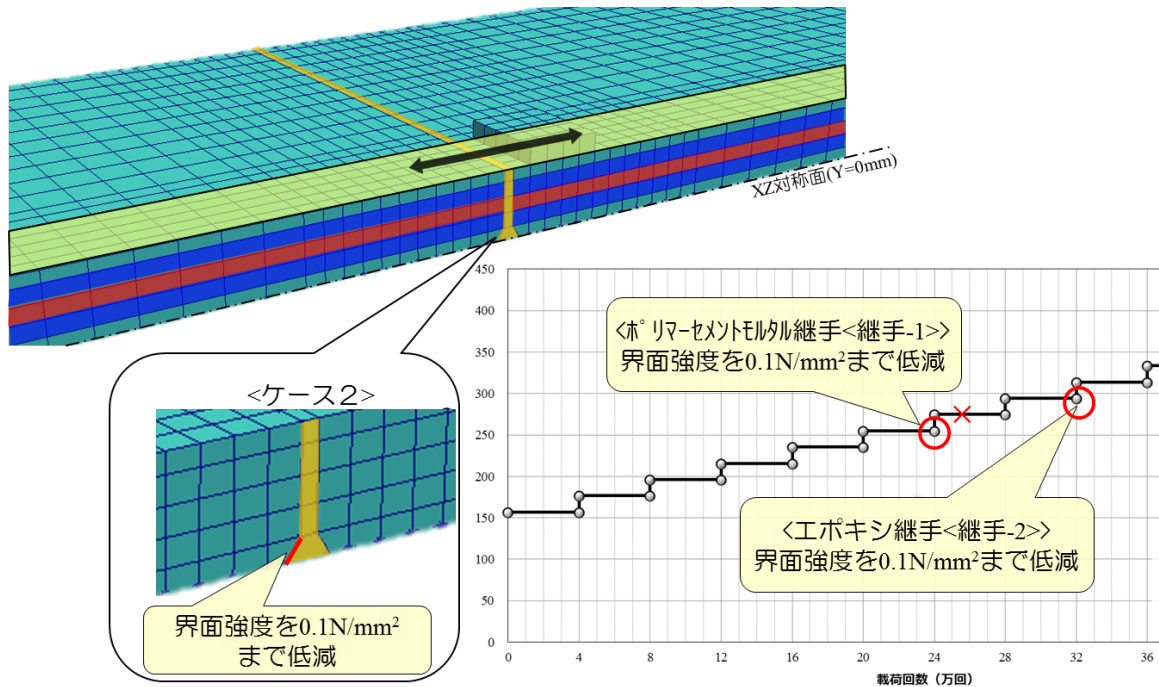 XZ対称面(Y=0mm)
<ケース２>
界面強度を0.1N/mm²
まで低減
<ﾎﾟﾘﾏｰｾﾒﾝﾄﾓﾙﾀﾙ継手<継手-1>>
界面強度を0.1N/mm²まで低減
<エポキシ継手<継手-2>>
界面強度を0.1N/mm²まで低減
450
400
350
300
250
200
150
100
50
0
0 4 8 12 16 20 24 28 32 36
載荷回数（万回）